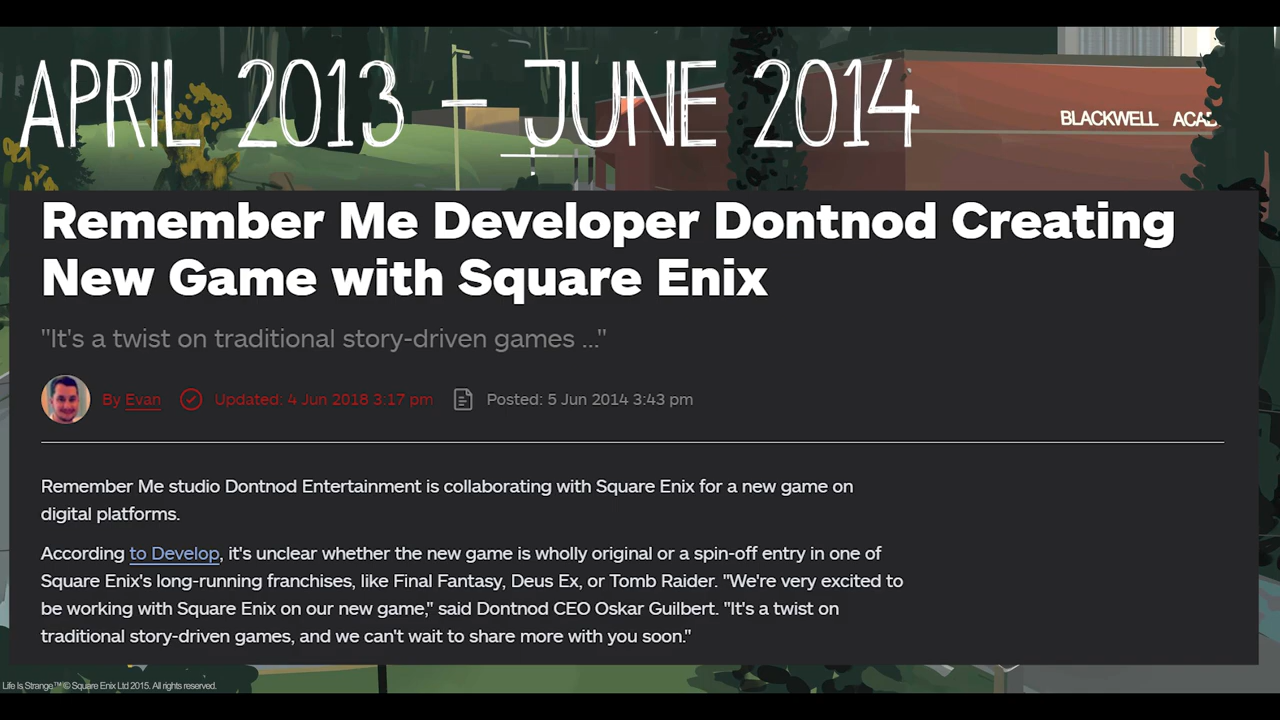 APRIL 2013 – JUNE 2014
BLACKWELL
Remember Me Developer Dontnod Creating
New Game with Square Enix
"It's a twist on traditional story-driven games ..."
By Evan Updated: 4 Jun 2018 3:17 pm Posted: 5 Jun 2014 3:43 pm
Remember Me studio Dontnod Entertainment is collaborating with Square Enix for a new game on
digital platforms.
According to Develop, it's unclear whether the new game is wholly original or a spin-off entry in one of
Square Enix's long-running franchises, like Final Fantasy, Deus Ex, or Tomb Raider. "We're very excited to
be working with Square Enix on our new game," said Dontnod CEO Oskar Guilbert. "It's a twist on
traditional story-driven games, and we can't wait to share more with you soon."
Life Is Strange™ © Square Enix Ltd 2015. All rights reserved.